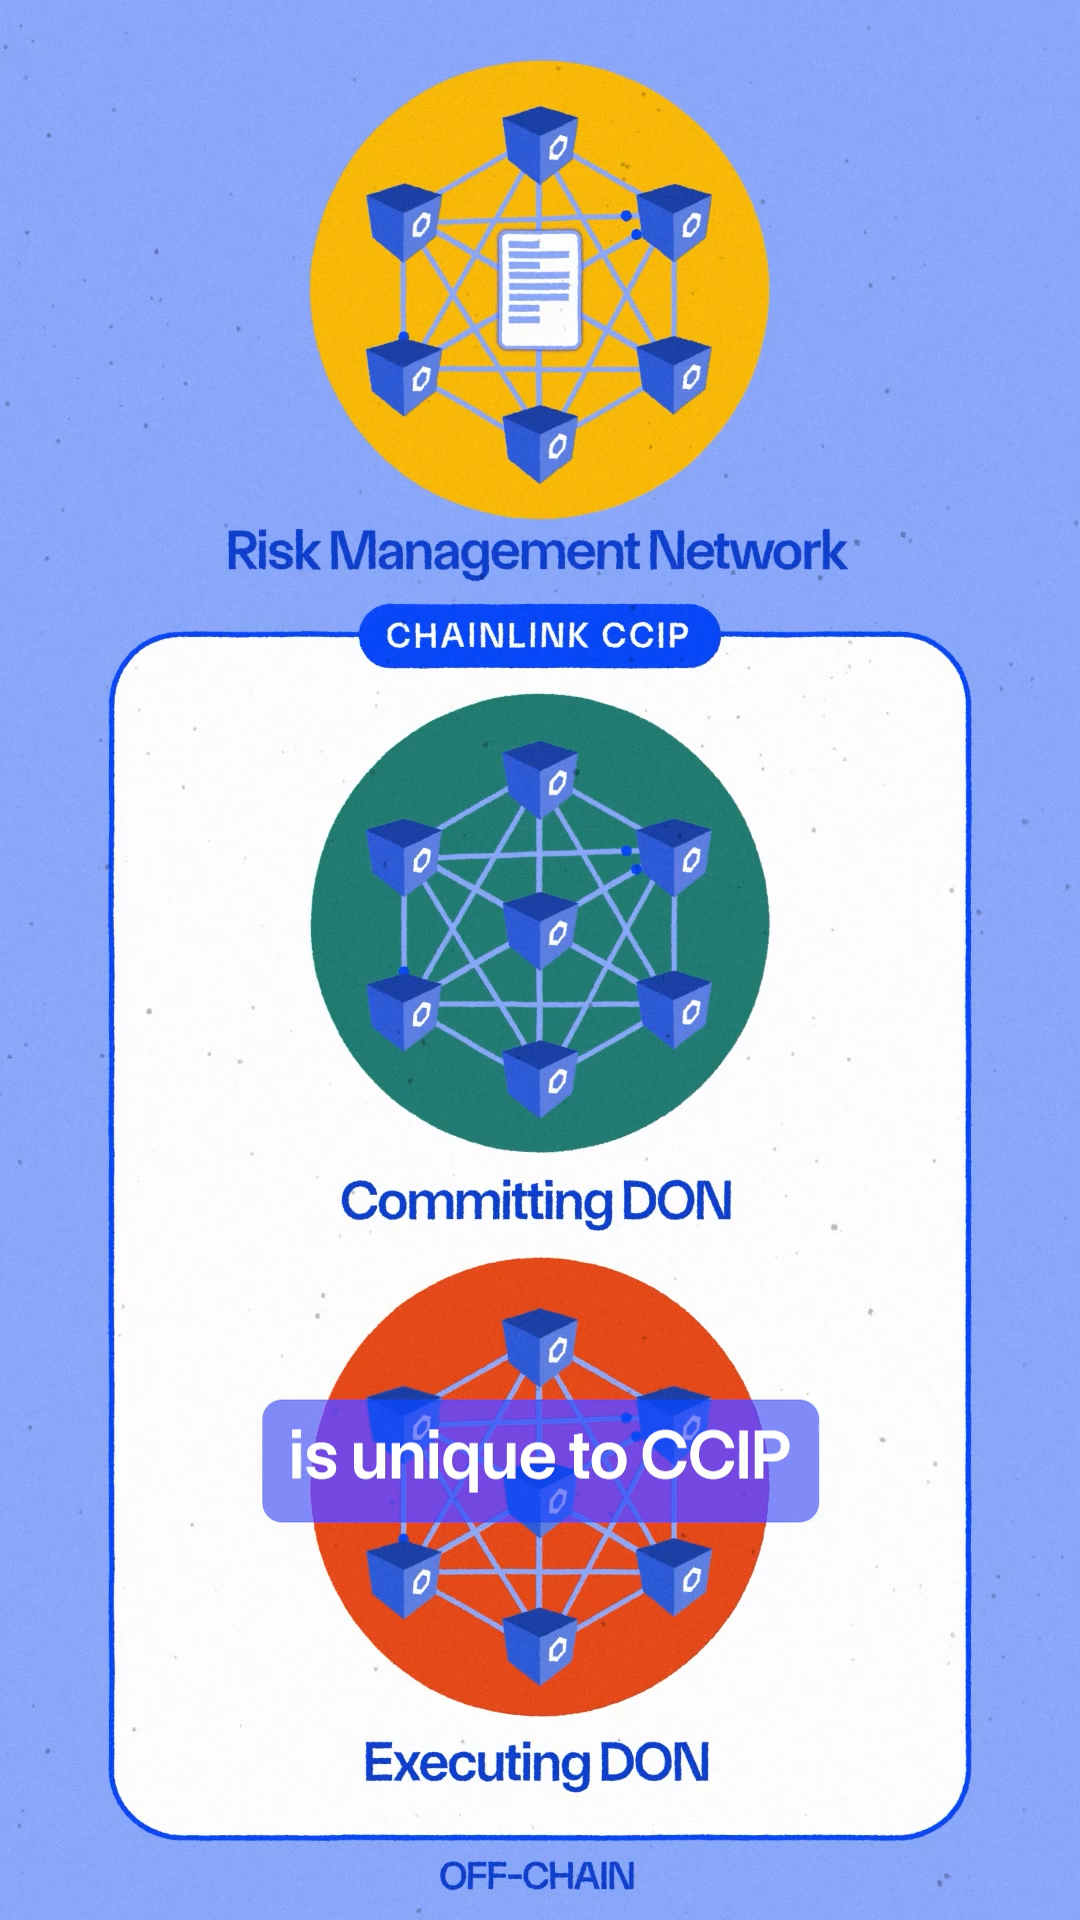 Risk Management Network
CHAINLINK CCIP
Committing DON
is unique to CCIP
Executing DON
OFF-CHAIN